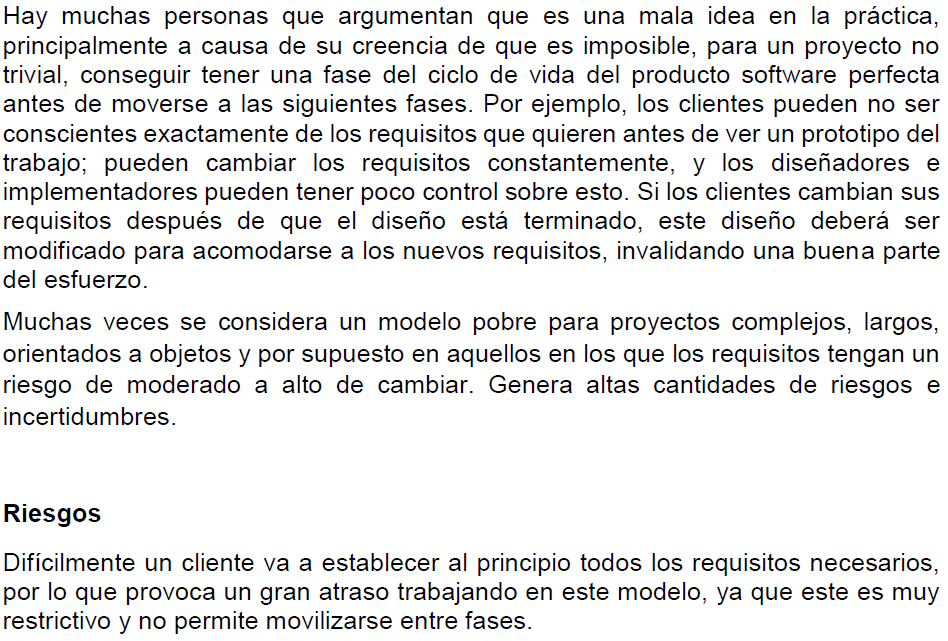 Hay muchas personas que argumentan que es una mala idea en la práctica,
principalmente a causa de su creencia de que es imposible, para un proyecto no
trivial, conseguir tener una fase del ciclo de vida del producto software perfecta
antes de moverse a las siguientes fases. Por ejemplo, los clientes pueden no ser
conscientes exactamente de los requisitos que quieren antes de ver un prototipo del
trabajo; pueden cambiar los requisitos constantemente, y los diseñadores e
implementadores pueden tener poco control sobre esto. Si los clientes cambian sus
requisitos después de que el diseño está terminado, este diseño deberá ser
modificado para acomodarse a los nuevos requisitos, invalidando una buena parte
del esfuerzo.
Muchas veces se considera un modelo pobre para proyectos complejos, largos,
orientados a objetos y por supuesto en aquellos en los que los requisitos tengan un
riesgo de moderado a alto de cambiar. Genera altas cantidades de riesgos e
incertidumbres.
Riesgos
Difícilmente un cliente va a establecer al principio todos los requisitos necesarios,
por lo que provoca un gran atraso trabajando en este modelo, ya que este es muy
restrictivo y no permite movilizarse entre fases.